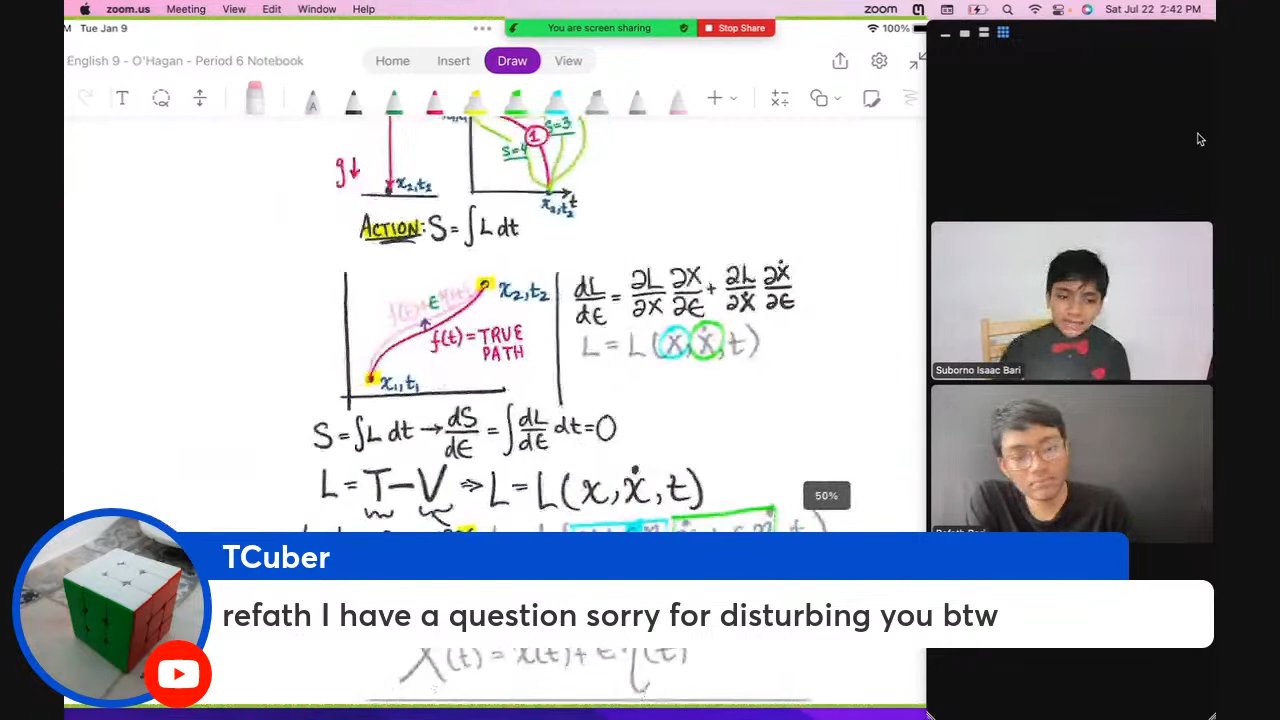 zoom.us Meeting View Edit Window Help
zoom
Sat Jul 22 2:42 PM
Tue Jan 9
You are screen sharing
Stop Share
100%
English 9 - O'Hagan - Period 6 Notebook
Home Insert Draw View
g↓
x₂,t₂
1
S=3
S=4
t
x₂,t₂
ACTION: S = ∫L dt
x₂,t₂
ε
f(t) = TRUE
PATH
x₁,t₁
dL/dε = ∂L/∂x ∂x/∂ε + ∂L/∂ẋ ∂ẋ/∂ε
L = L(x,ẋ,t)
S = ∫L dt → dS/dε = ∫ dL/dε dt = 0
L = T−V ⇒ L = L(x,ẋ,t)
50%
Suborno Isaac Bari
TCuber
refath I have a question sorry for disturbing you btw